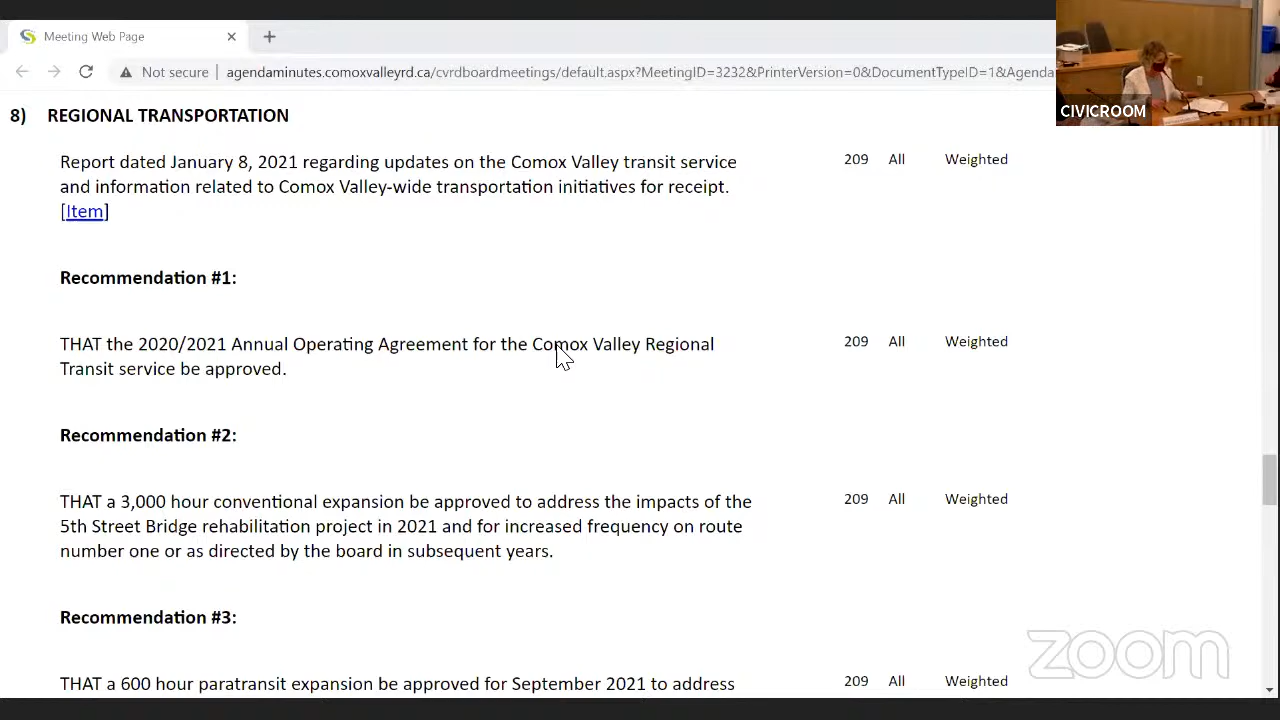 Meeting Web Page
Not secure
agendaminutes.comoxvalleyrd.ca/cvrdboardmeetings/default.aspx?MeetingID=3232&PrinterVersion=0&DocumentTypeID=1&Agenda
CIVICROOM
8) REGIONAL TRANSPORTATION
Report dated January 8, 2021 regarding updates on the Comox Valley transit service 209 All Weighted
and information related to Comox Valley-wide transportation initiatives for receipt.
[Item]
Recommendation #1:
THAT the 2020/2021 Annual Operating Agreement for the Comox Valley Regional 209 All Weighted
Transit service be approved.
Recommendation #2:
THAT a 3,000 hour conventional expansion be approved to address the impacts of the 209 All Weighted
5th Street Bridge rehabilitation project in 2021 and for increased frequency on route
number one or as directed by the board in subsequent years.
Recommendation #3:
THAT a 600 hour paratransit expansion be approved for September 2021 to address 209 All Weighted
zoom